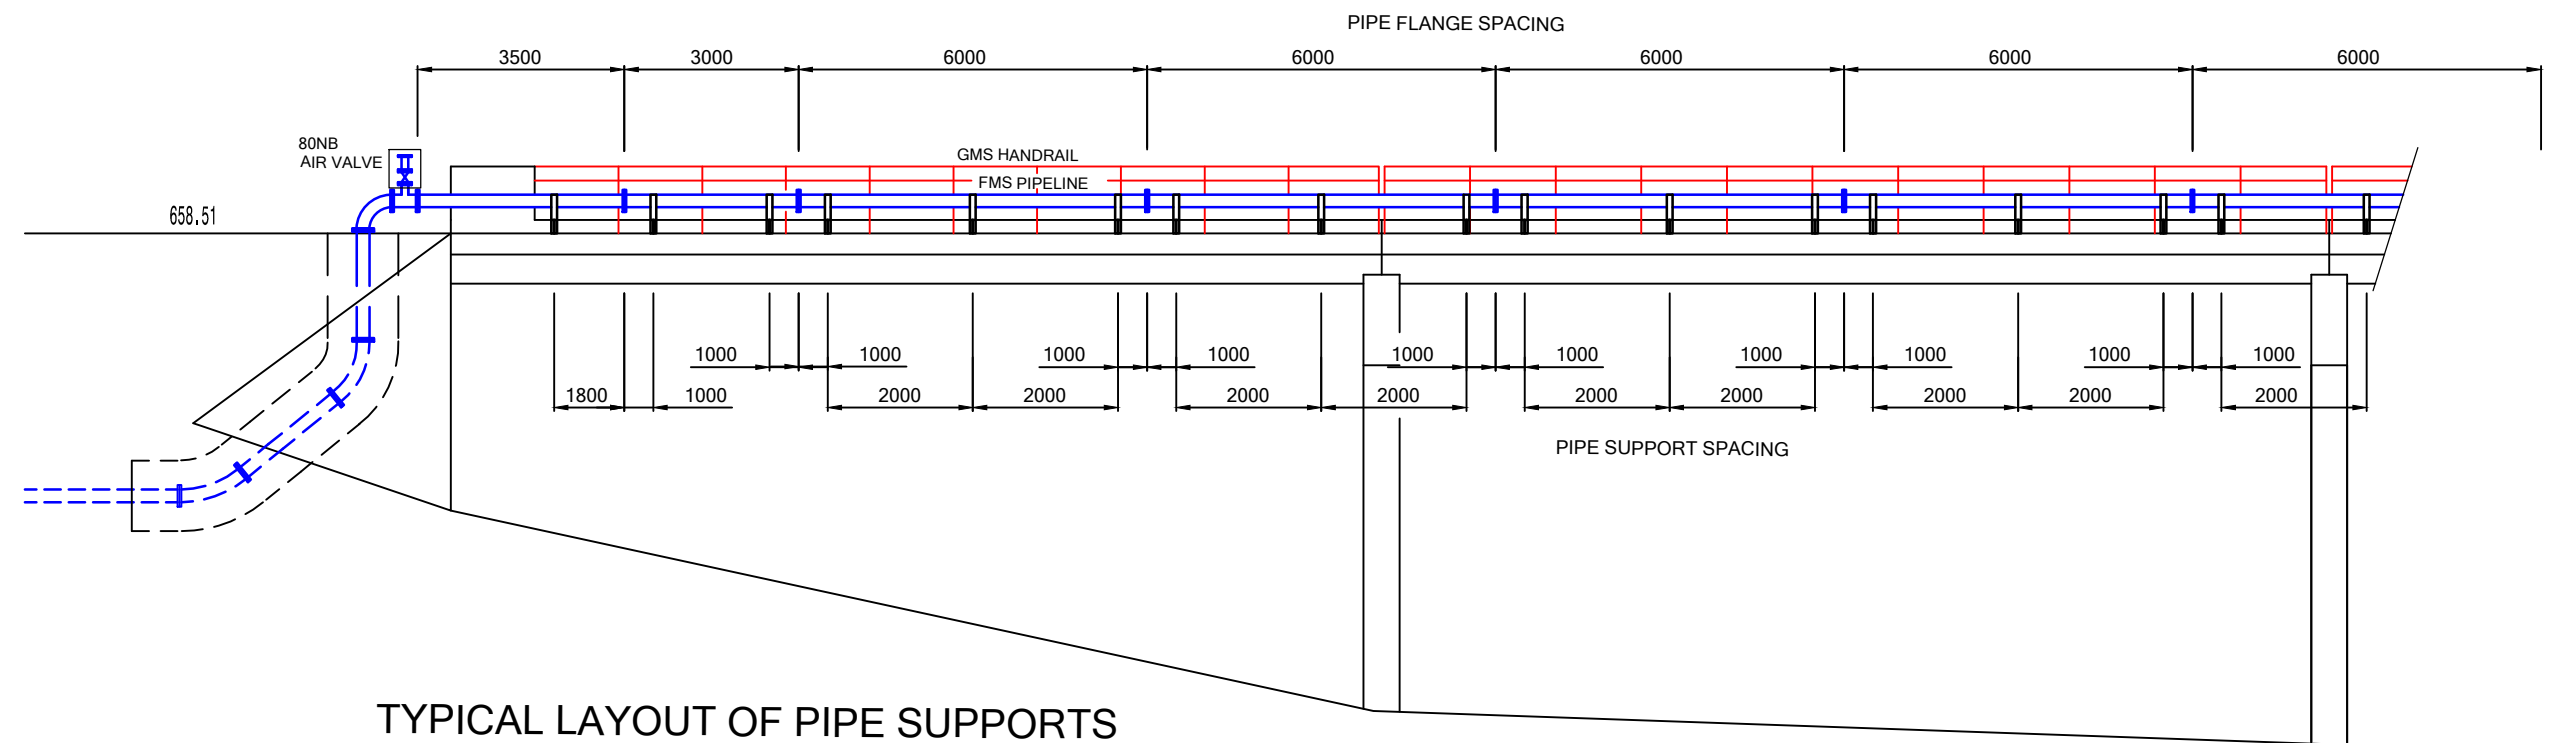 PIPE FLANGE SPACING
3500 3000 6000 6000 6000 6000 6000
80NB
AIR VALVE
GMS HANDRAIL
FMS PIPELINE
658.51
1000 1000 1000 1000 1000 1000 1000 1000 1000 1000
1800 1000 2000 2000 2000 2000 2000 2000 2000 2000 2000
PIPE SUPPORT SPACING
TYPICAL LAYOUT OF PIPE SUPPORTS